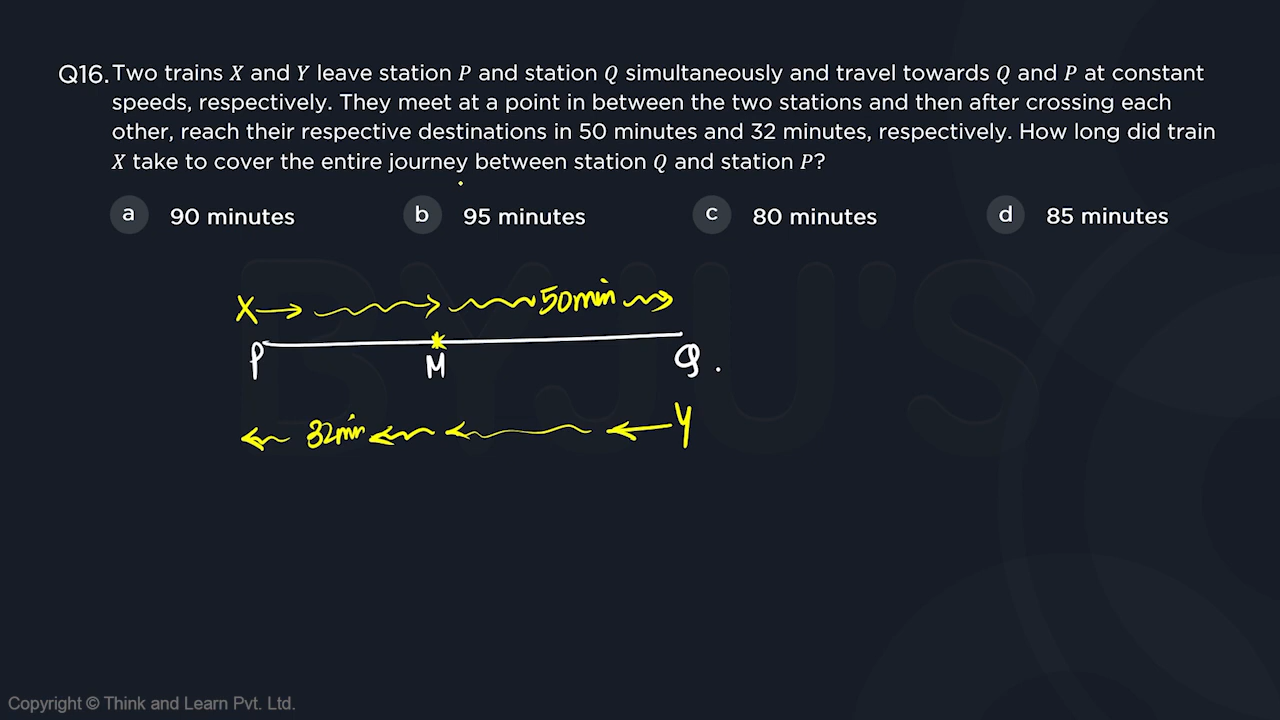 Q16. Two trains X and Y leave station P and station Q simultaneously and travel towards Q and P at constant
speeds, respectively. They meet at a point in between the two stations and then after crossing each
other, reach their respective destinations in 50 minutes and 32 minutes, respectively. How long did train
X take to cover the entire journey between station Q and station P?
a 90 minutes b 95 minutes c 80 minutes d 85 minutes
BYJU'S
X 50min
P M Q.
32min Y
Copyright © Think and Learn Pvt. Ltd.